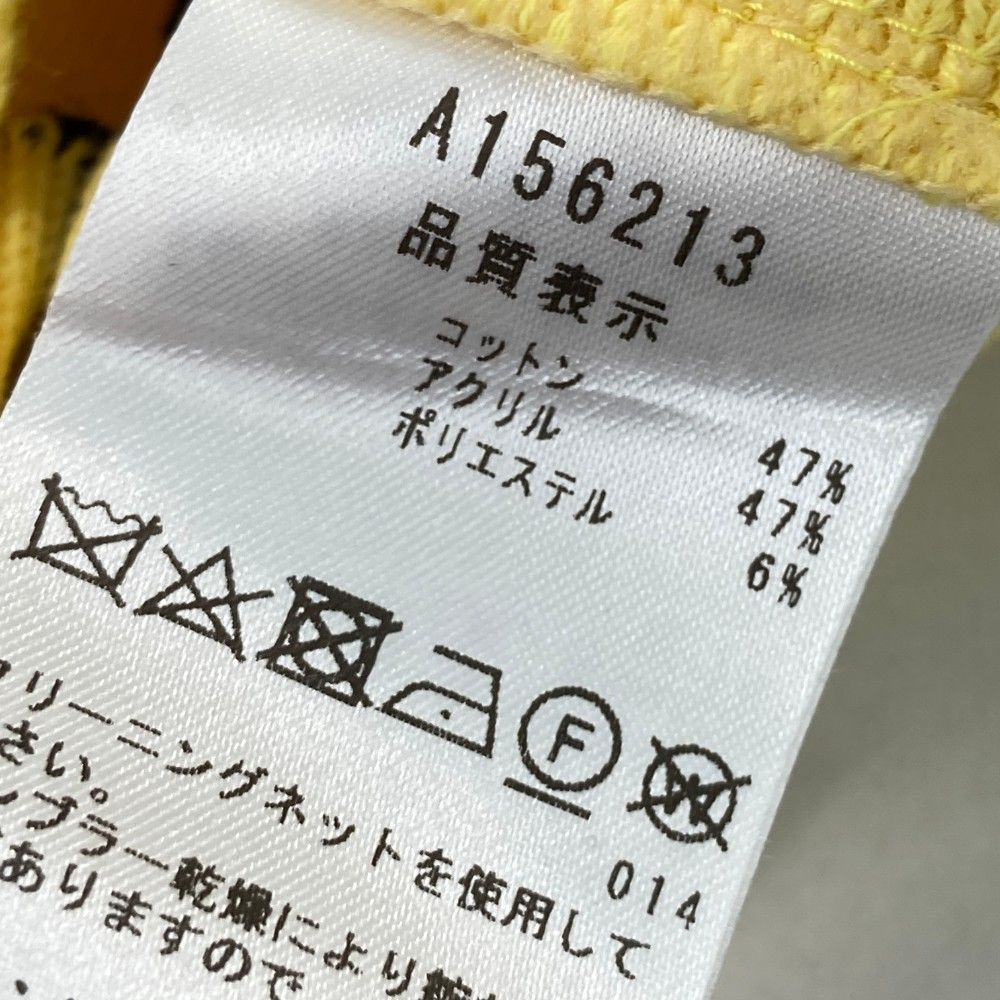 A156213
品質表示
コットン 47%
アクリル 47%
ポリエステル 6%
F
W
014
リーニングネットを使用して
さい。
ンブラー乾燥により
ありますので